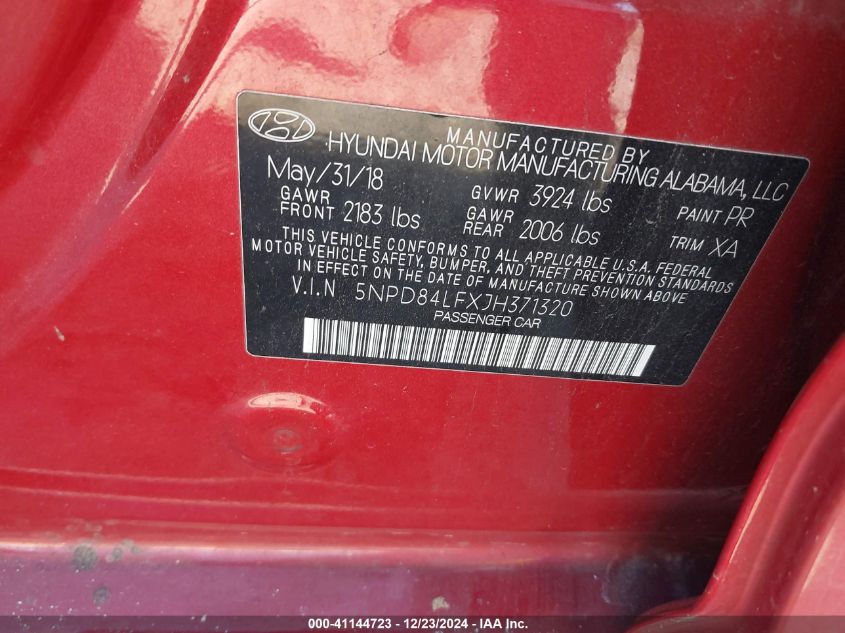 MANUFACTURED BY
HYUNDAI MOTOR MANUFACTURING ALABAMA, LLC
May/31/18 GVWR 3924 lbs PAINT PR
GAWR FRONT 2183 lbs GAWR REAR 2006 lbs TRIM XA
THIS VEHICLE CONFORMS TO ALL APPLICABLE U.S.A. FEDERAL
MOTOR VEHICLE SAFETY, BUMPER, AND THEFT PREVENTION STANDARDS
IN EFFECT ON THE DATE OF MANUFACTURE SHOWN ABOVE
V.I.N 5NPD84LFXJH371320
PASSENGER CAR
000-41144723 - 12/23/2024 - IAAI.com